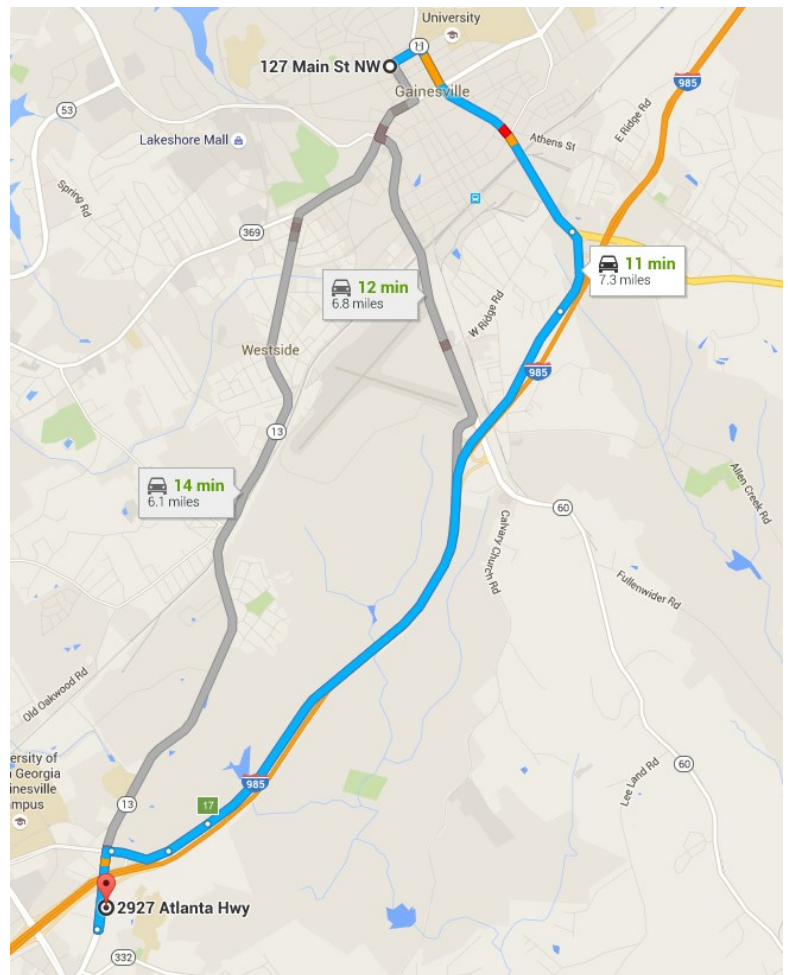 University
11
127 Main St NW
Gainesville
985
53
E Ridge Rd
Lakeshore Mall
Athens St
Spring Rd
369
11 min
7.3 miles
12 min
6.8 miles
W Ridge Rd
Westside
985
13
14 min
6.1 miles
Allen Creek Rd
60
Calvary Church Rd
Fullenwider Rd
Old Oakwood Rd
ersity of
Georgia
inesville
mpus
Lee Land Rd
60
985
17
13
2927 Atlanta Hwy
332